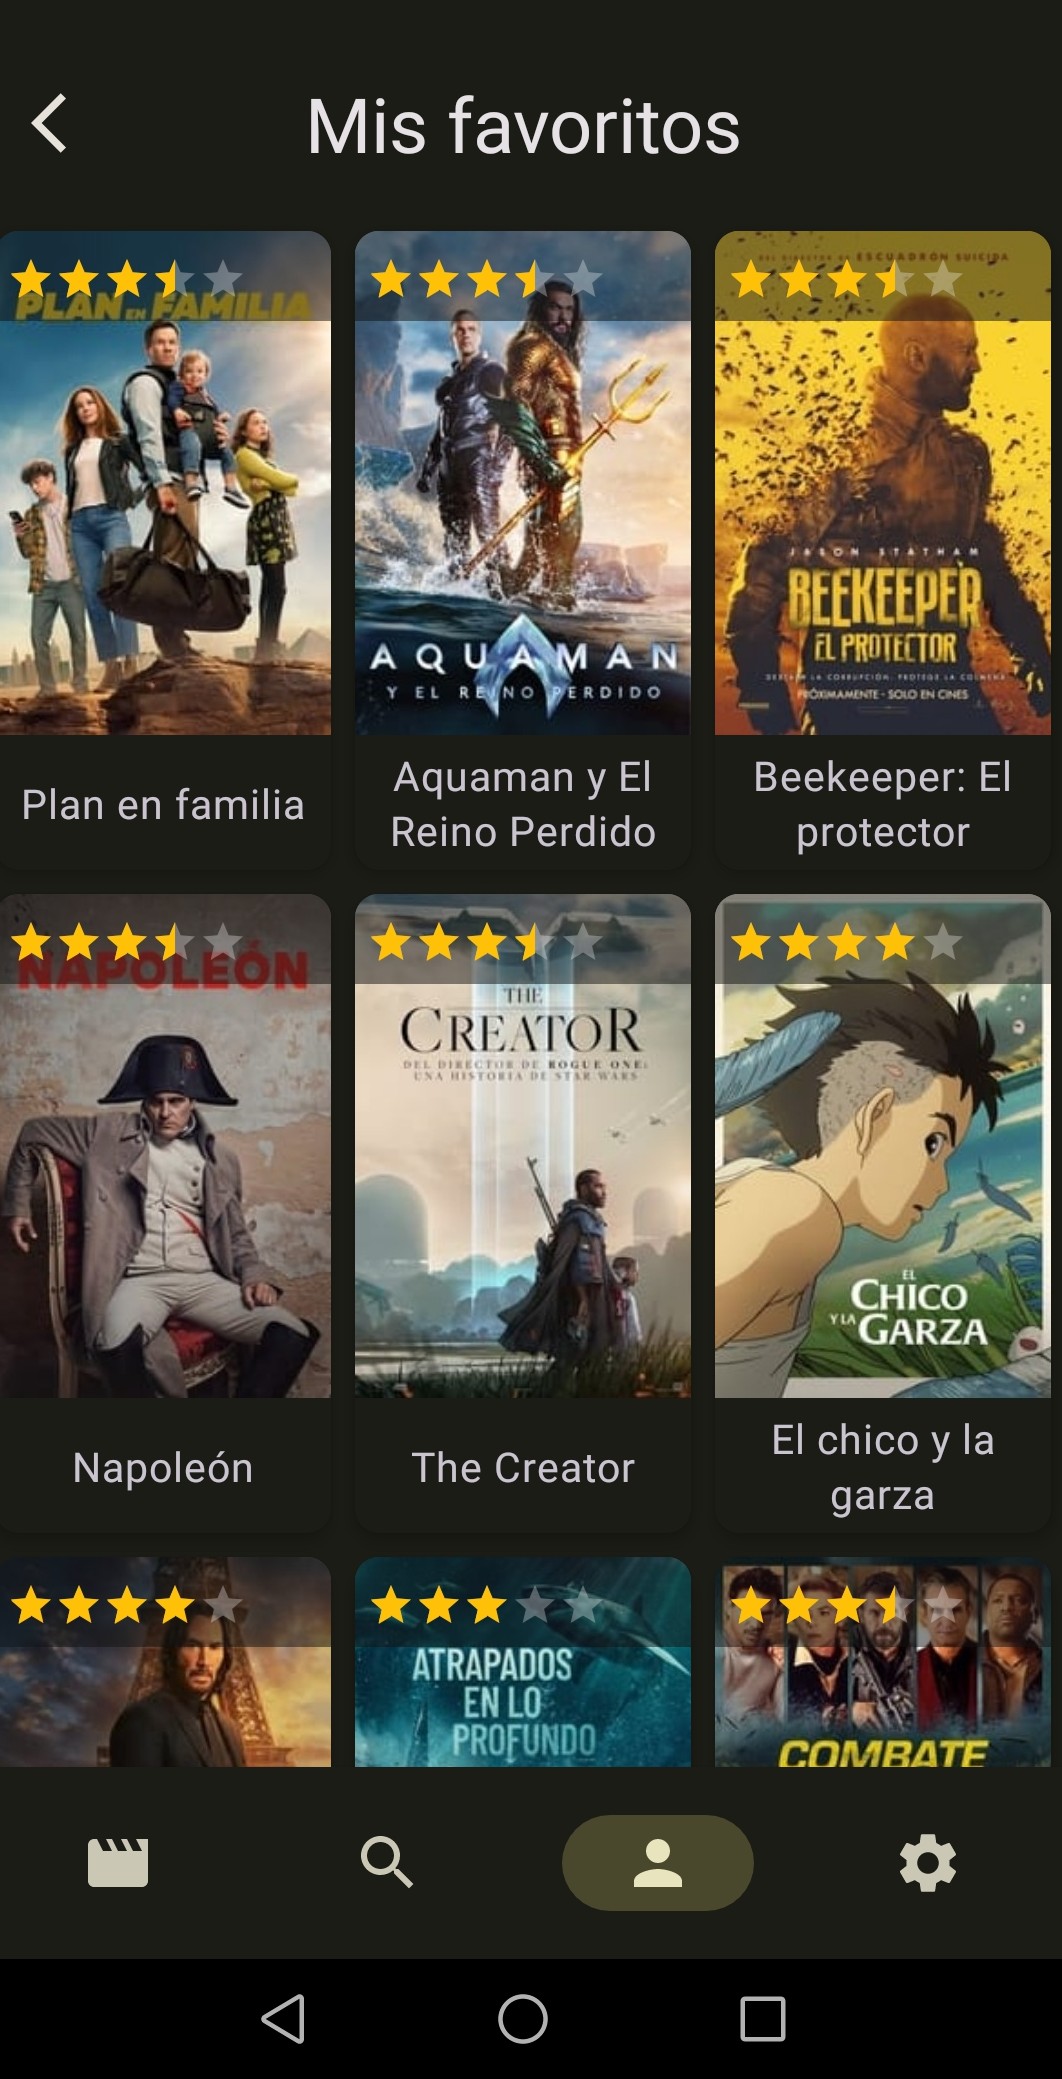 Mis favoritos
PLAN EN FAMILIA
AQUAMAN
Y EL REINO PERDIDO
DEL DIRECTOR DE ESCUADRÓN SUICIDA
JASON STATHAM
BEEKEEPER
EL PROTECTOR
PRÓXIMAMENTE - SOLO EN CINES
Plan en familia
Aquaman y El
Reino Perdido
Beekeeper: El
protector
NAPOLEÓN
THE
CREATOR
DEL DIRECTOR DE ROGUE ONE:
UNA HISTORIA DE STAR WARS
EL
CHICO
Y LA GARZA
Napoleón
The Creator
El chico y la
garza
ATRAPADOS
EN LO
PROFUNDO
COMBATE